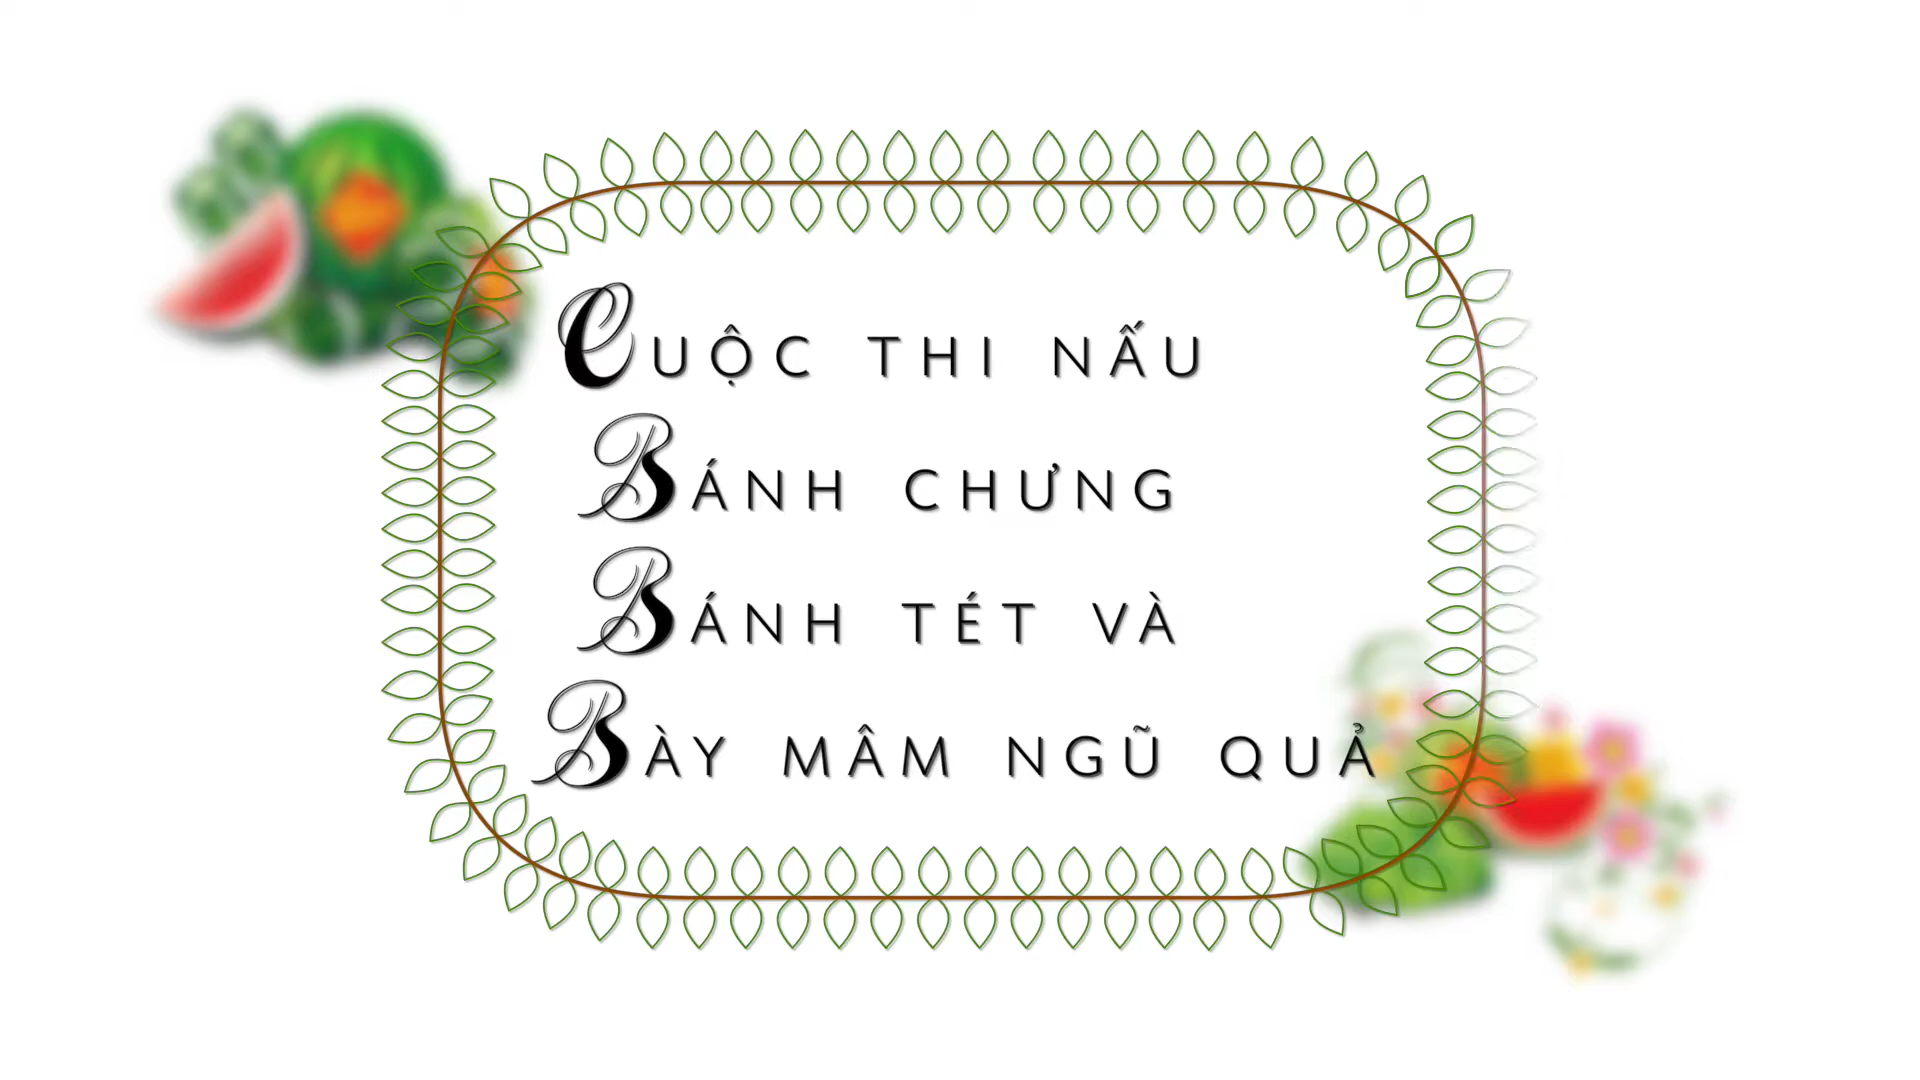 CUỘC THI NẤU
BÁNH CHƯNG
BÁNH TÉT VÀ
BÀY MÂM NGŨ QUẢ